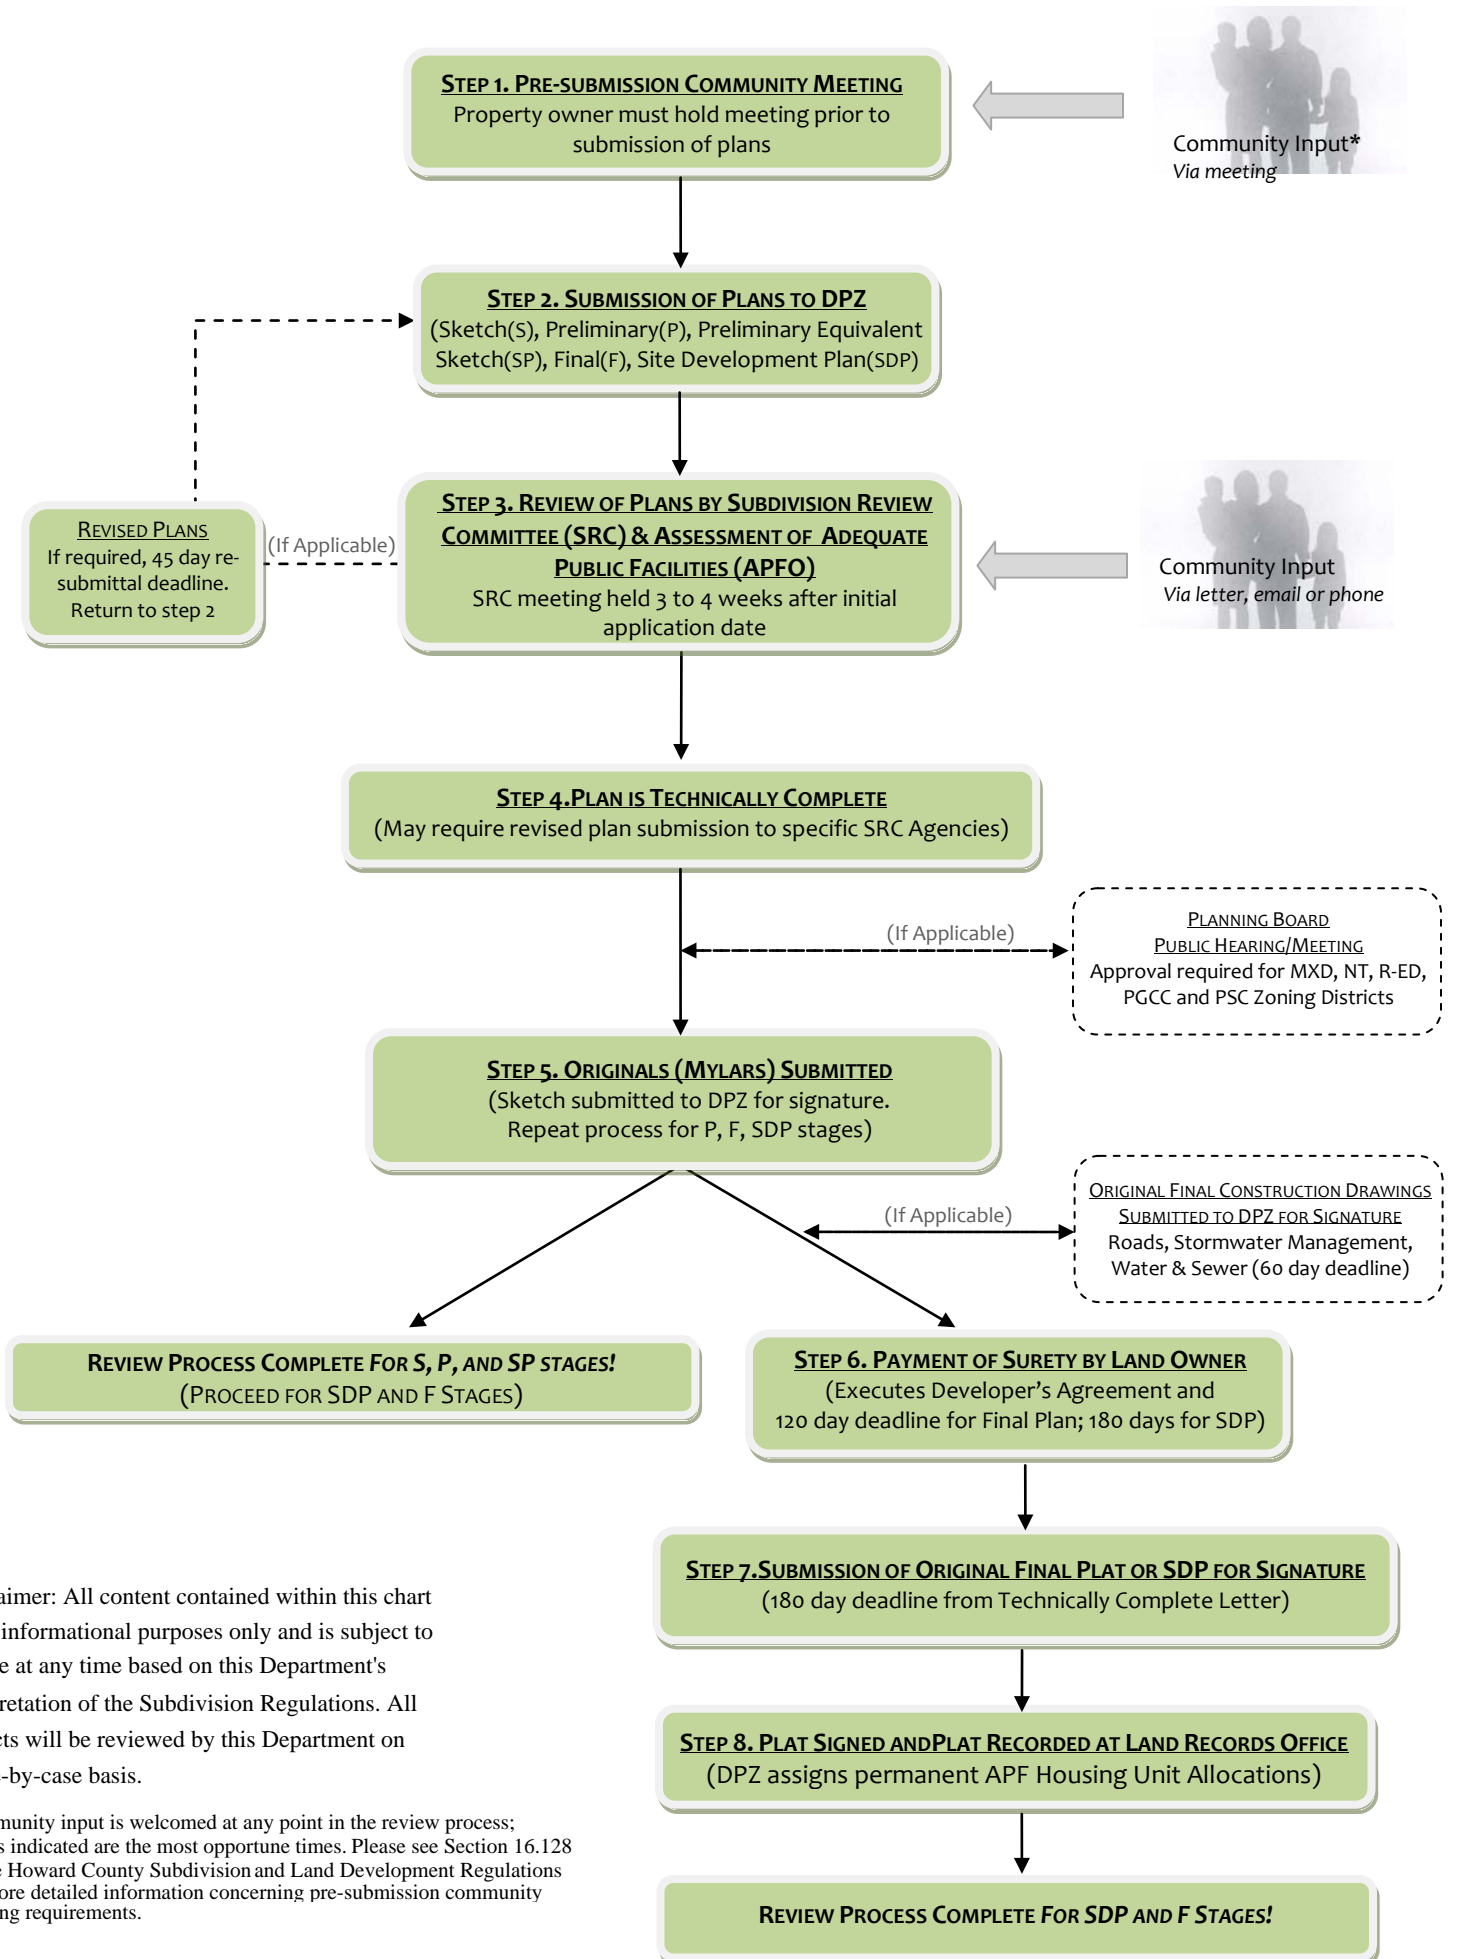 STEP 1. PRE-SUBMISSION COMMUNITY MEETING
Property owner must hold meeting prior to
submission of plans
Community Input*
Via meeting
STEP 2. SUBMISSION OF PLANS TO DPZ
(Sketch(S), Preliminary(P), Preliminary Equivalent
Sketch(SP), Final(F), Site Development Plan(SDP)
STEP 3. REVIEW OF PLANS BY SUBDIVISION REVIEW
COMMITTEE (SRC) & ASSESSMENT OF ADEQUATE
PUBLIC FACILITIES (APFO)
SRC meeting held 3 to 4 weeks after initial
application date
(If Applicable)
REVISED PLANS
If required, 45 day re-
submittal deadline.
Return to step 2
Community Input
Via letter, email or phone
STEP 4.PLAN IS TECHNICALLY COMPLETE
(May require revised plan submission to specific SRC Agencies)
(If Applicable)
PLANNING BOARD
PUBLIC HEARING/MEETING
Approval required for MXD, NT, R-ED,
PGCC and PSC Zoning Districts
STEP 5. ORIGINALS (MYLARS) SUBMITTED
(Sketch submitted to DPZ for signature.
Repeat process for P, F, SDP stages)
(If Applicable)
ORIGINAL FINAL CONSTRUCTION DRAWINGS
SUBMITTED TO DPZ FOR SIGNATURE
Roads, Stormwater Management,
Water & Sewer (60 day deadline)
REVIEW PROCESS COMPLETE FOR S, P, AND SP STAGES!
(PROCEED FOR SDP AND F STAGES)
STEP 6. PAYMENT OF SURETY BY LAND OWNER
(Executes Developer's Agreement and
120 day deadline for Final Plan; 180 days for SDP)
STEP 7.SUBMISSION OF ORIGINAL FINAL PLAT OR SDP FOR SIGNATURE
(180 day deadline from Technically Complete Letter)
STEP 8. PLAT SIGNED ANDPLAT RECORDED AT LAND RECORDS OFFICE
(DPZ assigns permanent APF Housing Unit Allocations)
REVIEW PROCESS COMPLETE FOR SDP AND F STAGES!
aimer: All content contained within this chart
informational purposes only and is subject to
e at any time based on this Department's
retation of the Subdivision Regulations. All
cts will be reviewed by this Department on
-by-case basis.
munity input is welcomed at any point in the review process;
s indicated are the most opportune times. Please see Section 16.128
e Howard County Subdivision and Land Development Regulations
ore detailed information concerning pre-submission community
ng requirements.